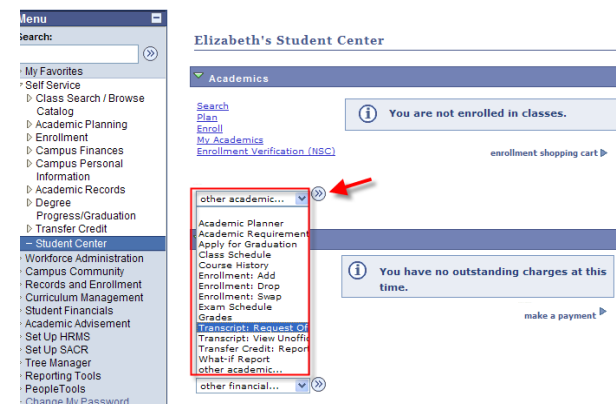 Menu
Search:
My Favorites
Self Service
Class Search / Browse
Catalog
Academic Planning
Enrollment
Campus Finances
Campus Personal
Information
Academic Records
Degree
Progress/Graduation
Transfer Credit
– Student Center
Workforce Administration
Campus Community
Records and Enrollment
Curriculum Management
Student Financials
Academic Advisement
Set Up HRMS
Set Up SACR
Tree Manager
Reporting Tools
PeopleTools
Change My Password
Elizabeth's Student Center
Academics
Search
Plan
Enroll
My Academics
Enrollment Verification (NSC)
You are not enrolled in classes.
enrollment shopping cart
other academic...
Academic Planner
Academic Requirement
Apply for Graduation
Class Schedule
Course History
Enrollment: Add
Enrollment: Drop
Enrollment: Swap
Exam Schedule
Grades
Transcript: Request Of
Transcript: View Unoffi
Transfer Credit: Report
What-if Report
other academic...
other financial...
You have no outstanding charges at this
time.
make a payment